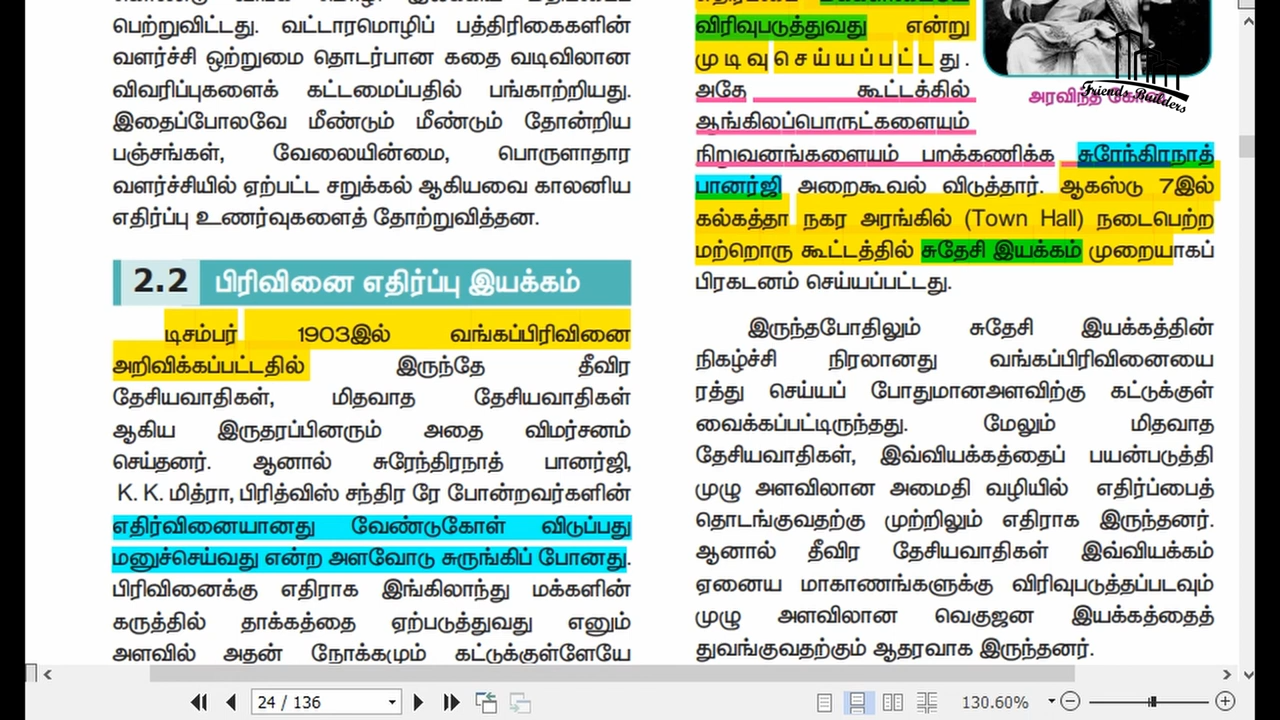 பெற்றுவிட்டது. வட்டாரமொழிப் பத்திரிகைகளின்
வளர்ச்சி ஒற்றுமை தொடர்பான கதை வடிவிலான
விவரிப்புகளைக் கட்டமைப்பதில் பங்காற்றியது.
இதைப்போலவே மீண்டும் மீண்டும் தோன்றிய
பஞ்சங்கள், வேலையின்மை, பொருளாதார
வளர்ச்சியில் ஏற்பட்ட சறுக்கல் ஆகியவை காலனிய
எதிர்ப்பு உணர்வுகளைத் தோற்றுவித்தன.
2.2 பிரிவினை எதிர்ப்பு இயக்கம்
டிசம்பர் 1903இல் வங்கப்பிரிவினை
அறிவிக்கப்பட்டதில் இருந்தே தீவிர
தேசியவாதிகள், மிதவாத தேசியவாதிகள்
ஆகிய இருதரப்பினரும் அதை விமர்சனம்
செய்தனர். ஆனால் சுரேந்திரநாத் பானர்ஜி,
K. K. மித்ரா, பிரித்விஸ் சந்திர ரே போன்றவர்களின்
எதிர்வினையானது வேண்டுகோள் விடுப்பது
மனுச்செய்வது என்ற அளவோடு சுருங்கிப் போனது.
பிரிவினைக்கு எதிராக இங்கிலாந்து மக்களின்
கருத்தில் தாக்கத்தை ஏற்படுத்துவது எனும்
அளவில் அதன் நோக்கமும் கட்டுக்குள்ளேயே
விரிவுபடுத்துவது என்று
முடிவுசெய்யப்பட்டது.
அதே கூட்டத்தில்
ஆங்கிலப்பொருட்களையும்
நிறுவனங்களையும் புறக்கணிக்க சுரேந்திரநாத்
பானர்ஜி அறைகூவல் விடுத்தார். ஆகஸ்டு 7இல்
கல்கத்தா நகர அரங்கில் (Town Hall) நடைபெற்ற
மற்றொரு கூட்டத்தில் சுதேசி இயக்கம் முறையாகப்
பிரகடனம் செய்யப்பட்டது.
இருந்தபோதிலும் சுதேசி இயக்கத்தின்
நிகழ்ச்சி நிரலானது வங்கப்பிரிவினையை
ரத்து செய்யப் போதுமானஅளவிற்கு கட்டுக்குள்
வைக்கப்பட்டிருந்தது. மேலும் மிதவாத
தேசியவாதிகள், இவ்வியக்கத்தைப் பயன்படுத்தி
முழு அளவிலான அமைதி வழியில் எதிர்ப்பைத்
தொடங்குவதற்கு முற்றிலும் எதிராக இருந்தனர்.
ஆனால் தீவிர தேசியவாதிகள் இவ்வியக்கம்
ஏனைய மாகாணங்களுக்கு விரிவுபடுத்தப்படவும்
முழு அளவிலான வெகுஜன இயக்கத்தைத்
துவங்குவதற்கும் ஆதரவாக இருந்தனர்.
அரவிந்த கோஷ்
Friends Builders
24 / 136
130.60%